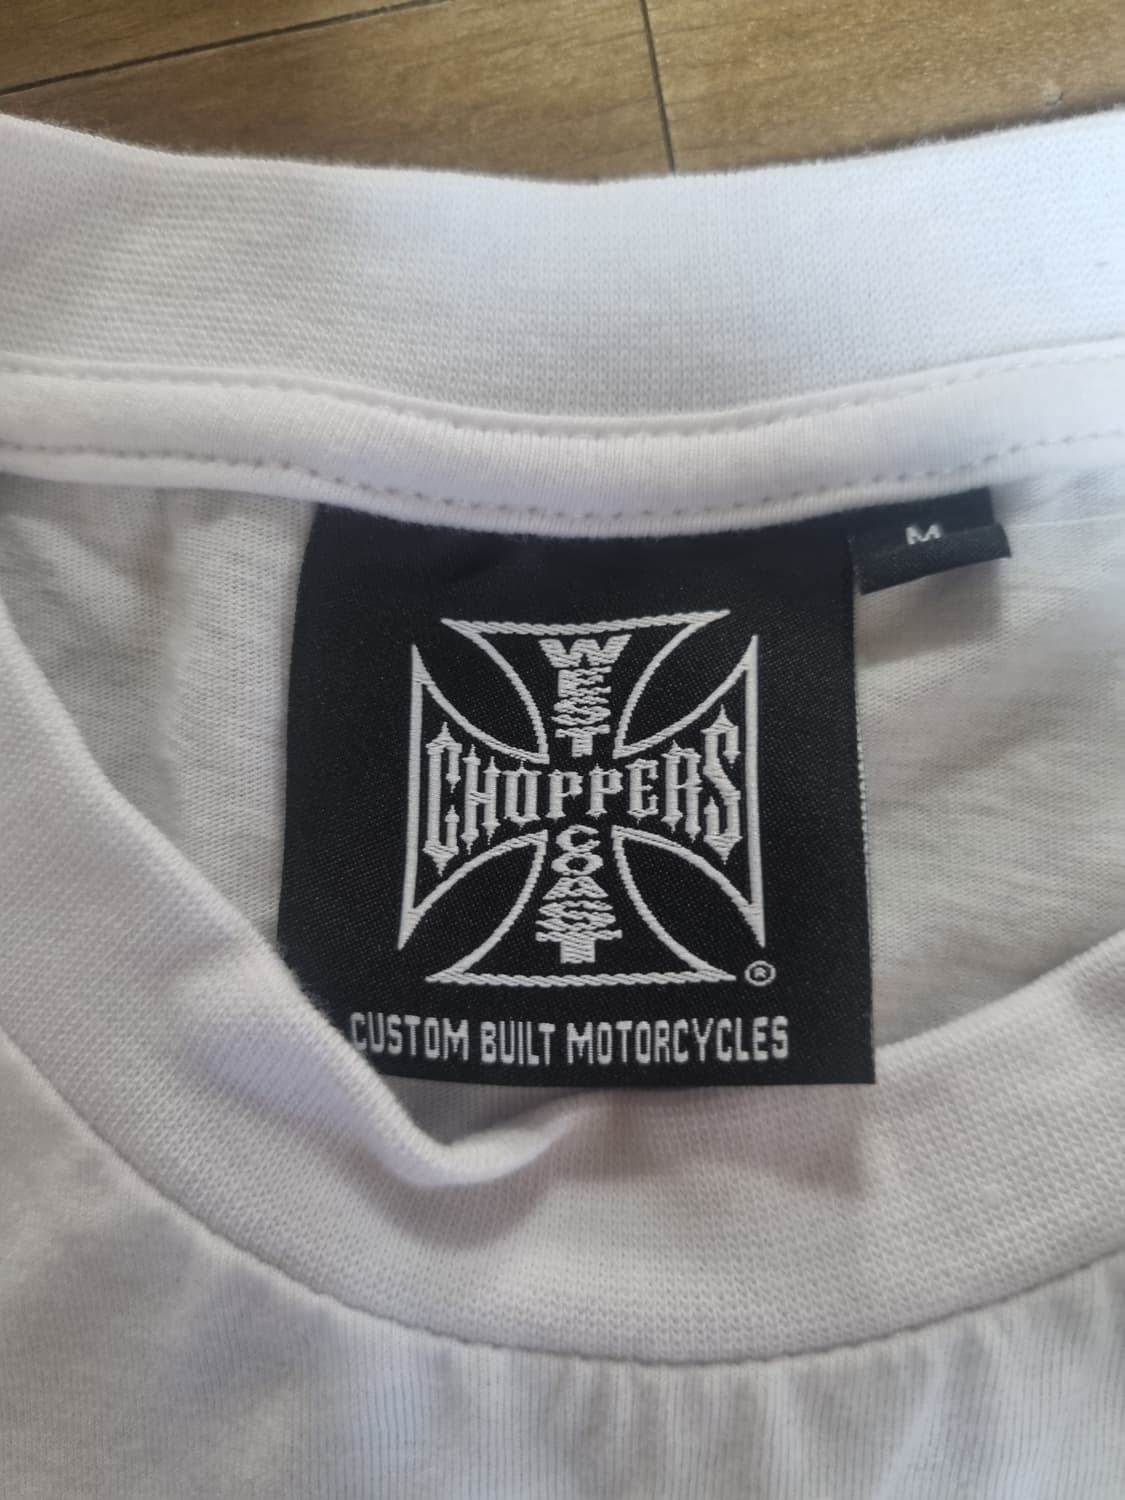 M
WEST
CHOPPERS
COAST
®
CUSTOM BUILT MOTORCYCLES